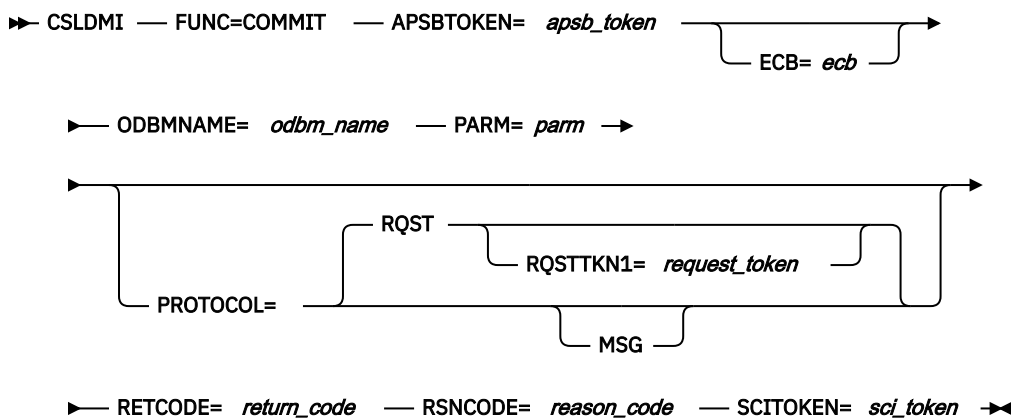 CSLDMI FUNC=COMMIT APSBTOKEN= apsb_token
ECB= ecb
ODBMNAME= odbm_name PARM= parm
RQST
RQSTTKN1= request_token
PROTOCOL=
MSG
RETCODE= return_code RSNCODE= reason_code SCITOKEN= sci_token